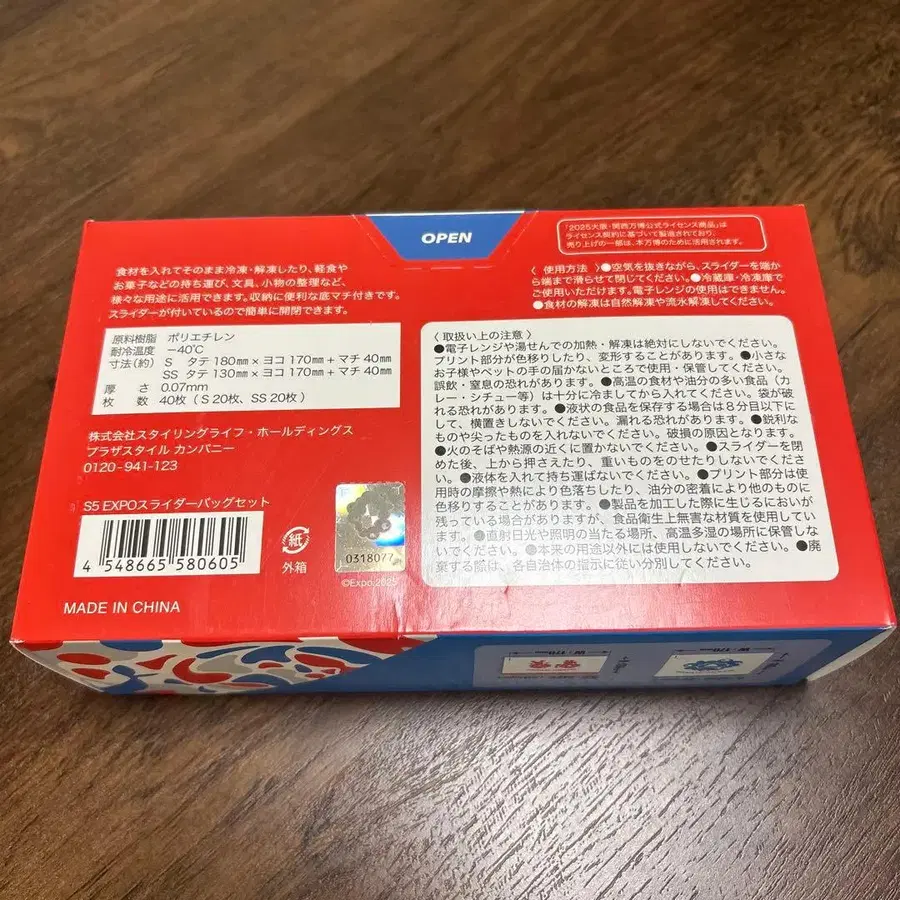 OPEN
「2025大阪・関西万博公式ライセンス商品」は
ライセンス契約に基づいて製造されており、
売り上げの一部は、本万博のために活用されます。
食材を入れてそのまま冷凍・解凍したり、軽食や
お菓子などの持ち運び、文具、小物の整理など、
様々な用途に活用できます。収納に便利な底マチ付きです。
スライダーが付いているので簡単に開閉できます。
〈 使用方法 〉●空気を抜きながら、スライダーを端か
ら端まで滑らせて閉じてください。●冷蔵庫・冷凍庫で
ご使用いただけます。電子レンジの使用はできません。
●食材の解凍は自然解凍や流水解凍してください。
原料樹脂 ポリエチレン
耐冷温度 −40℃
寸法(約) S タテ 180mm × ヨコ 170mm + マチ 40mm
SS タテ 130mm × ヨコ 170mm + マチ 40mm
厚 さ 0.07mm
枚 数 40枚 ( S 20枚、SS 20枚 )
株式会社スタイリングライフ・ホールディングス
プラザスタイル カンパニー
0120-941-123
S5 EXPOスライダーバッグセット
4 548665 580605
紙
外箱
0318077
©Expo 2025
MADE IN CHINA
〈 取扱い上の注意 〉
●電子レンジや湯せんでの加熱・解凍は絶対にしないでください。
プリント部分が色移りしたり、変形することがあります。●小さな
お子様やペットの手の届かないところで使用・保管してください。
誤飲・窒息の恐れがあります。●高温の食材や油分の多い食品（カ
レー・シチュー等）は十分に冷ましてから入れてください。袋が破
れる恐れがあります。●液状の食品を保存する場合は８分目以下に
して、横置きしないでください。漏れる恐れがあります。●鋭利な
ものや尖ったものを入れないでください。破損の原因となります。
●火のそばや熱源の近くに置かないでください。●スライダーを閉
めた後、上から押さえたり、重いものをのせたりしないでくださ
い。●液体を入れて持ち運ばないでください。●プリント部分は使
用時の摩擦や熱により色落ちしたり、油分の密着により他のものに
色移りすることがあります。●製品を加工した際に生じるにおいが
残っている場合がありますが、食品衛生上無害な材質を使用してい
ます。●直射日光や照明の当たる場所、高温多湿の場所に保管しな
いでください。●本来の用途以外には使用しないでください。●廃
棄する際は、各自治体の指示に従い分別してください。